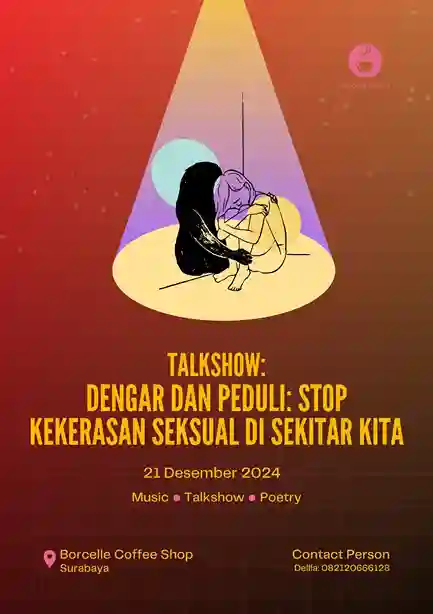 TALKSHOW:
DENGAR DAN PEDULI: STOP
KEKERASAN SEKSUAL DI SEKITAR KITA
21 Desember 2024
Music • Talkshow • Poetry
Borcelle Coffee Shop
Surabaya
Contact Person
Dellfa: 082120666128